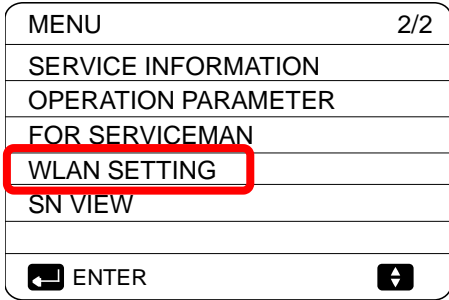 MENU 2/2
SERVICE INFORMATION
OPERATION PARAMETER
FOR SERVICEMAN
WLAN SETTING
SN VIEW
ENTER